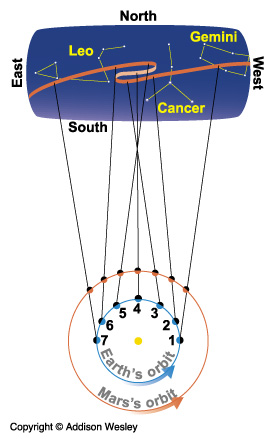 North
Gemini
Leo
East
West
Cancer
South
4
5
3
6
2
7
1
Earth's orbit
Mars's orbit
Copyright © Addison Wesley